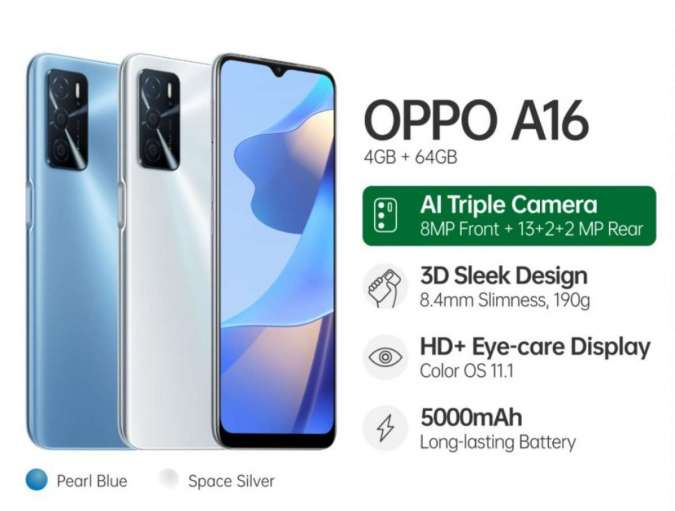 OPPO A16
4GB + 64GB
AI Triple Camera
8MP Front + 13+2+2 MP Rear
3D Sleek Design
8.4mm Slimness, 190g
HD+ Eye-care Display
Color OS 11.1
5000mAh
Long-lasting Battery
Pearl Blue
Space Silver